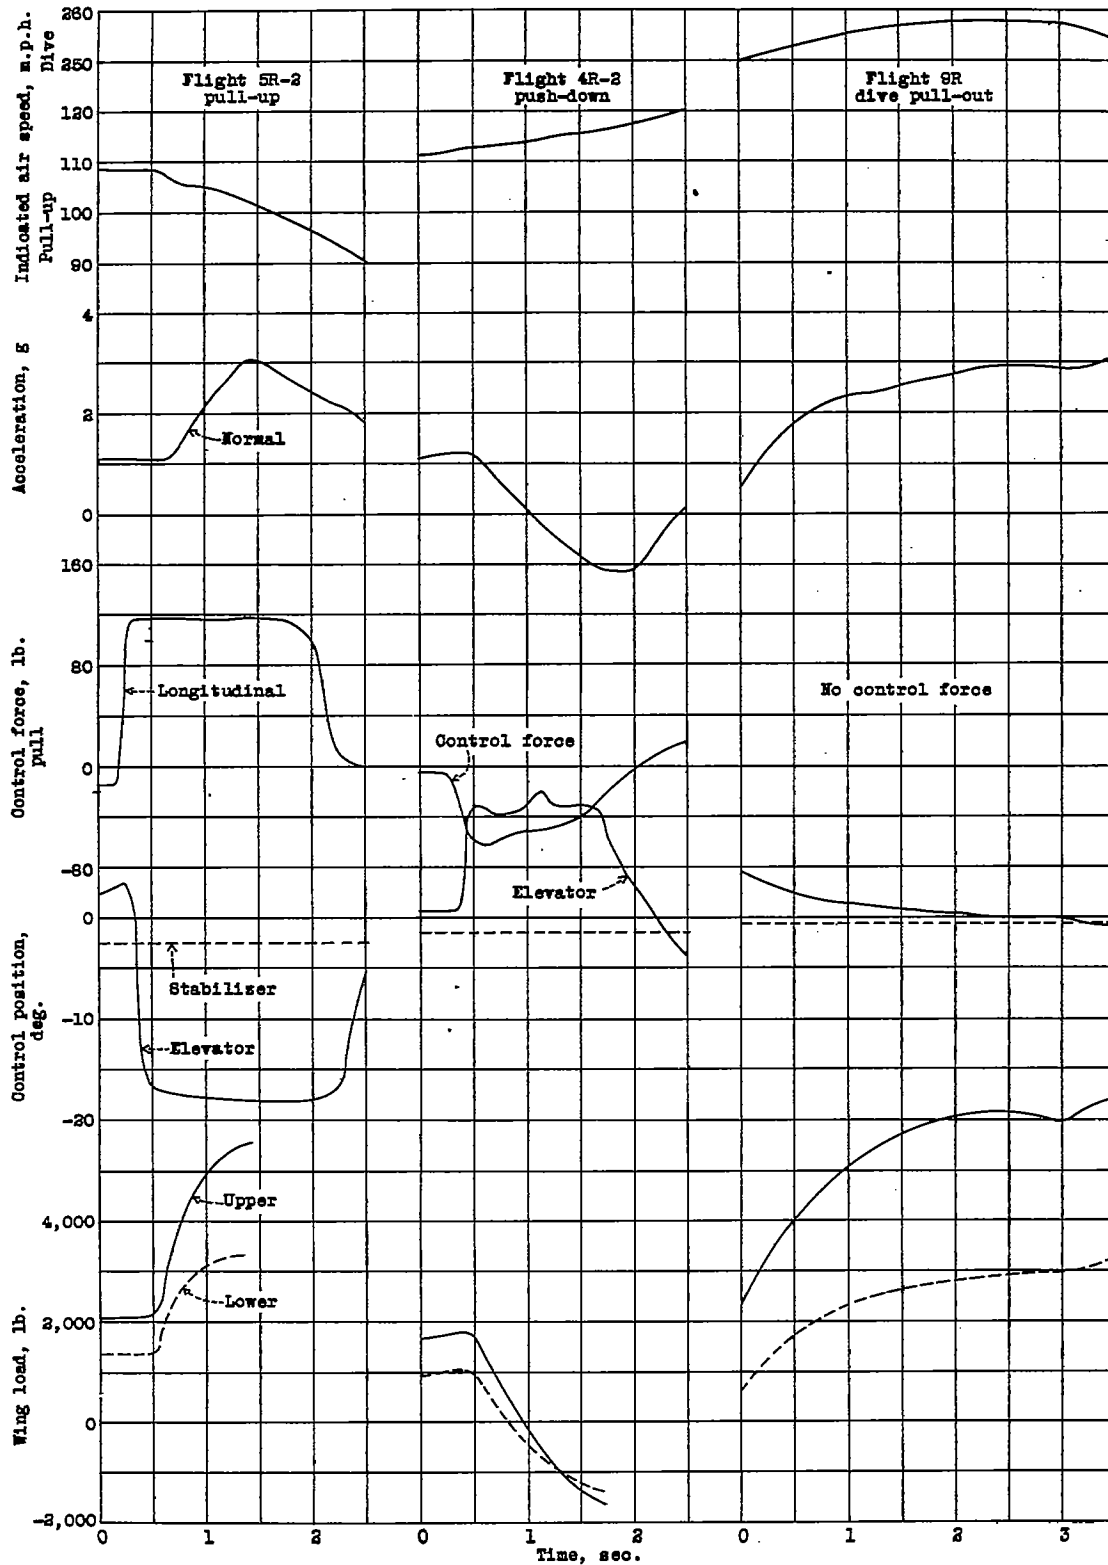 Indicated air speed, m.p.h.
Pull-up
Dive
260
250
120
110
100
90
Flight 5R-2
pull-up
Flight 4R-2
push-down
Flight 9R
dive pull-out
Acceleration, g
4
2
0
Normal
Control force, lb.
pull
160
80
0
-80
Longitudinal
Control force
No control force
Control position,
deg.
0
-10
-20
Stabilizer
Elevator
Elevator
Wing load, lb.
4,000
2,000
0
-2,000
Upper
Lower
0 1 2 0 1 2 0 1 2 3
Time, sec.